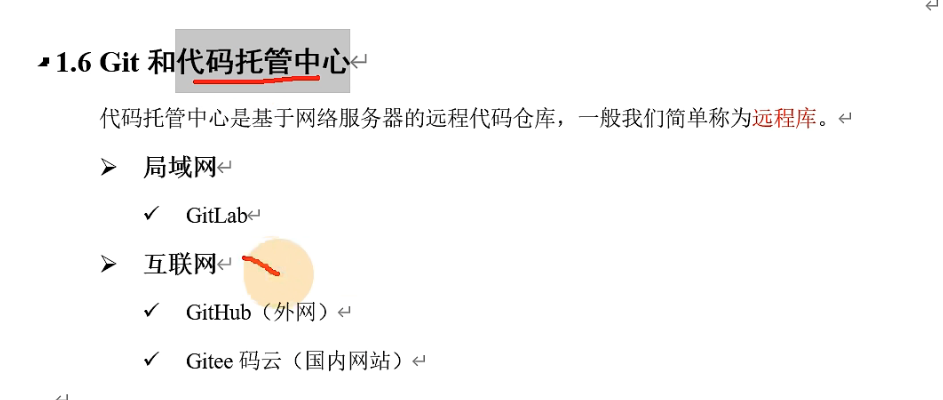 1.6 Git 和代码托管中心
代码托管中心是基于网络服务器的远程代码仓库，一般我们简单称为远程库。
局域网
GitLab
互联网
GitHub（外网）
Gitee 码云（国内网站）